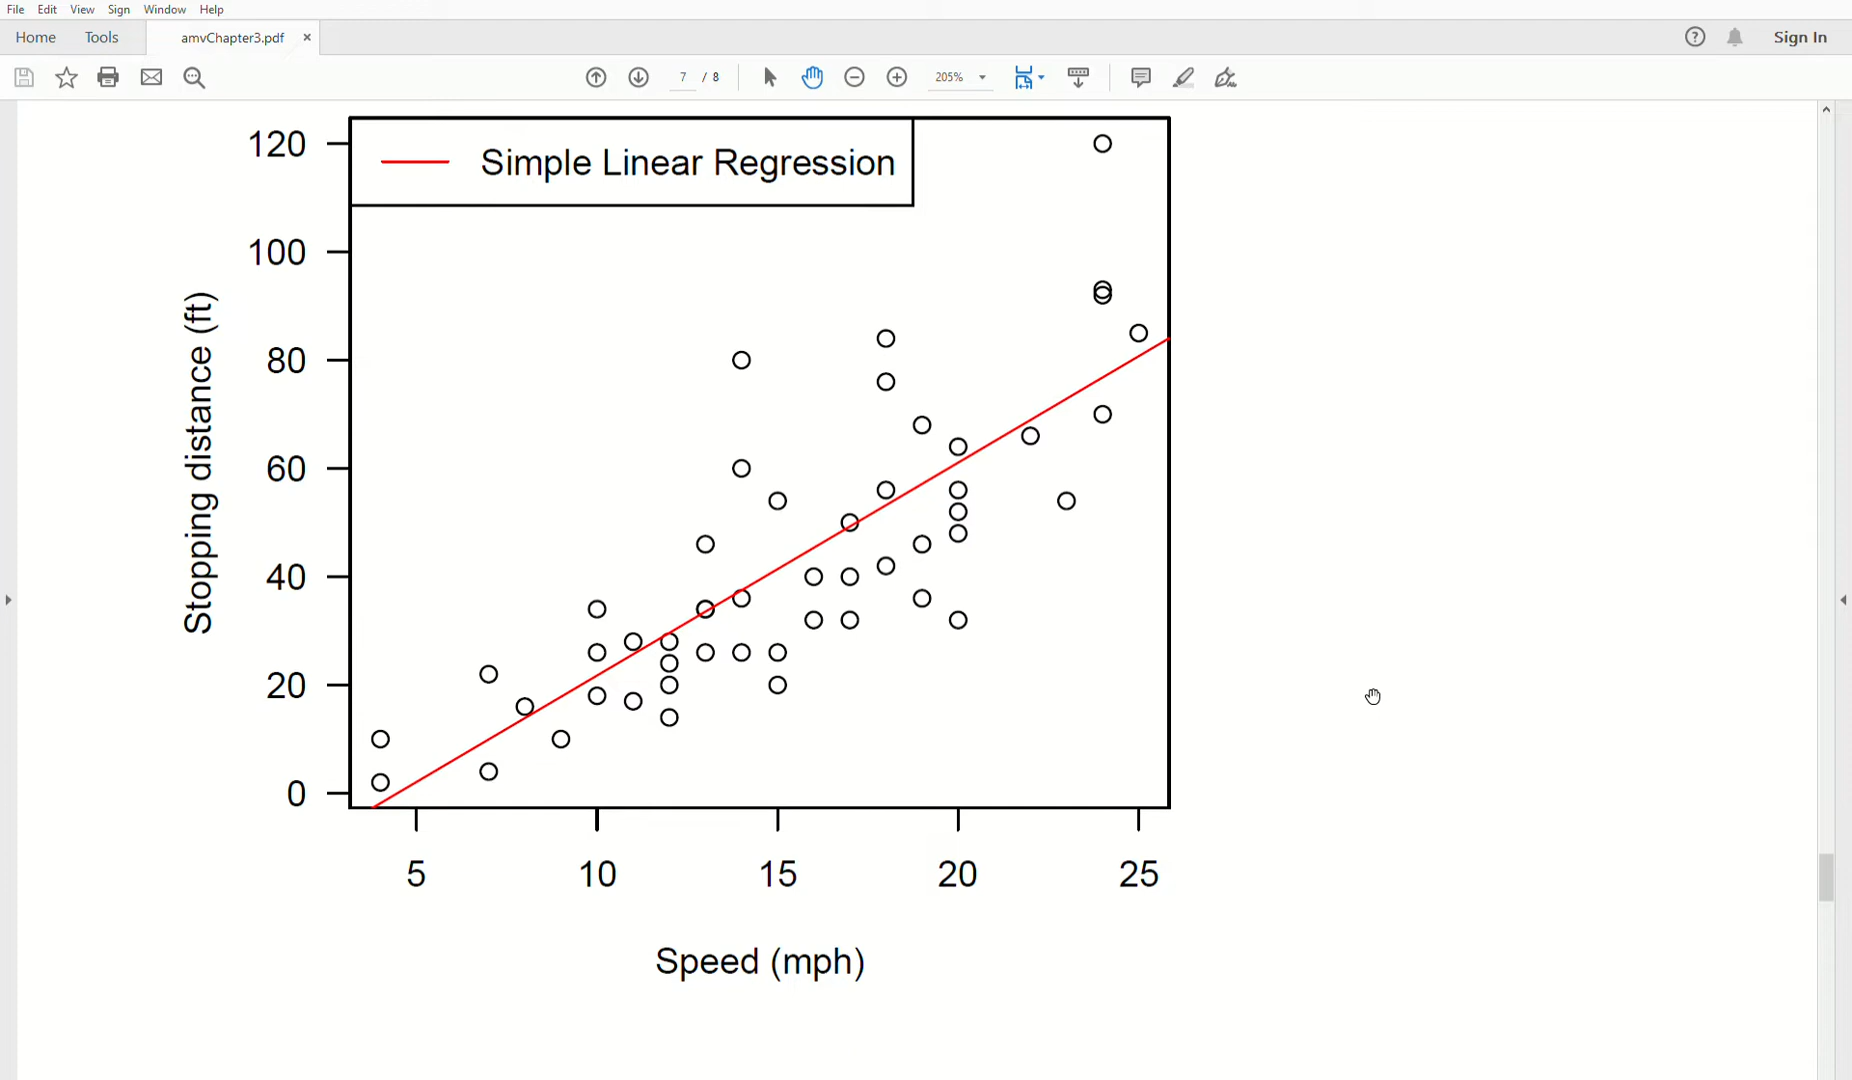 File Edit View Sign Window Help
Home Tools amvChapter3.pdf × ? Sign In
7 / 8 205%
Simple Linear Regression
120
100
80
60
40
20
0
Stopping distance (ft)
5 10 15 20 25
Speed (mph)